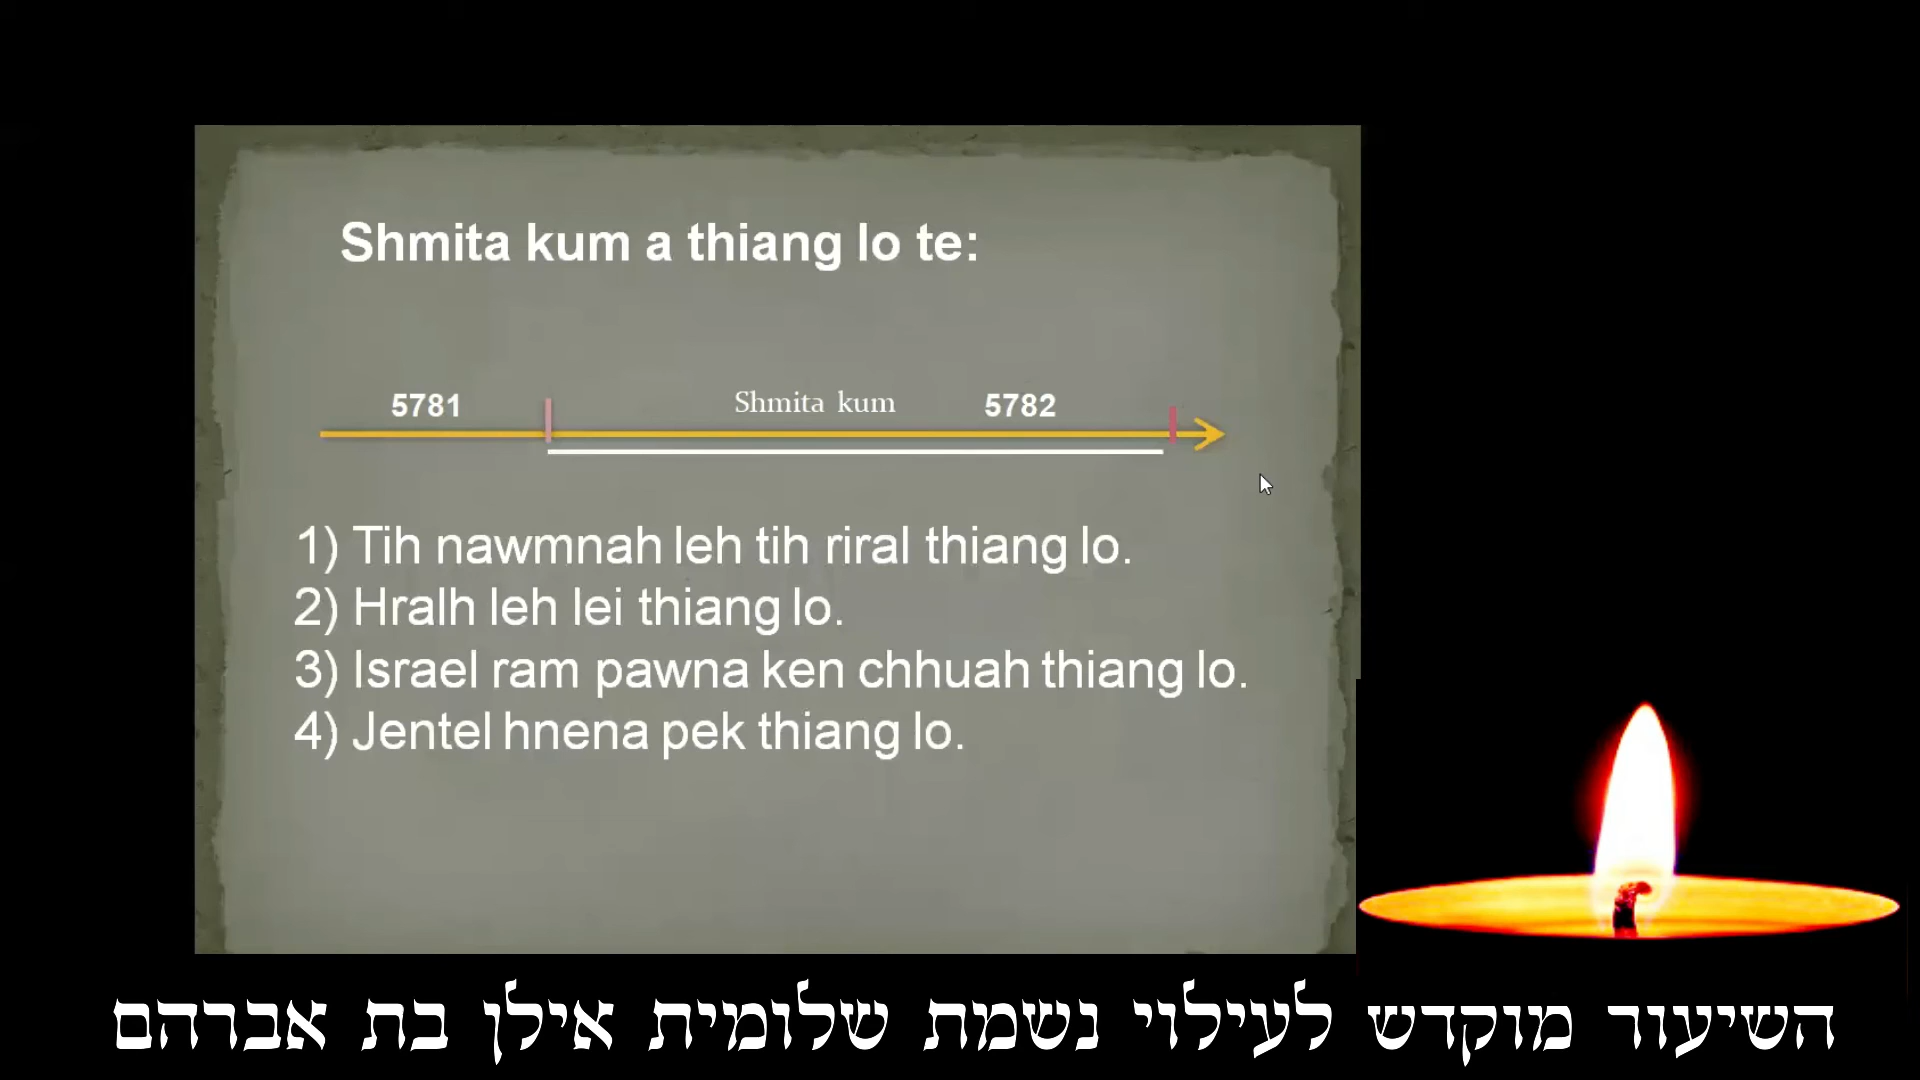 Shmita kum a thiang lo te:
5781 Shmita kum 5782
1) Tih nawmnah leh tih riral thiang lo.
2) Hralh leh lei thiang lo.
3) Israel ram pawna ken chhuah thiang lo.
4) Jentel hnena pek thiang lo.
השיעור מוקדש לעילוי נשמת שלומית אילן בת אברהם